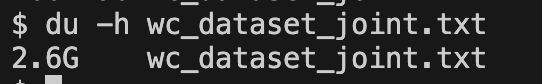 $ du -h wc_dataset_joint.txt
2.6G    wc_dataset_joint.txt